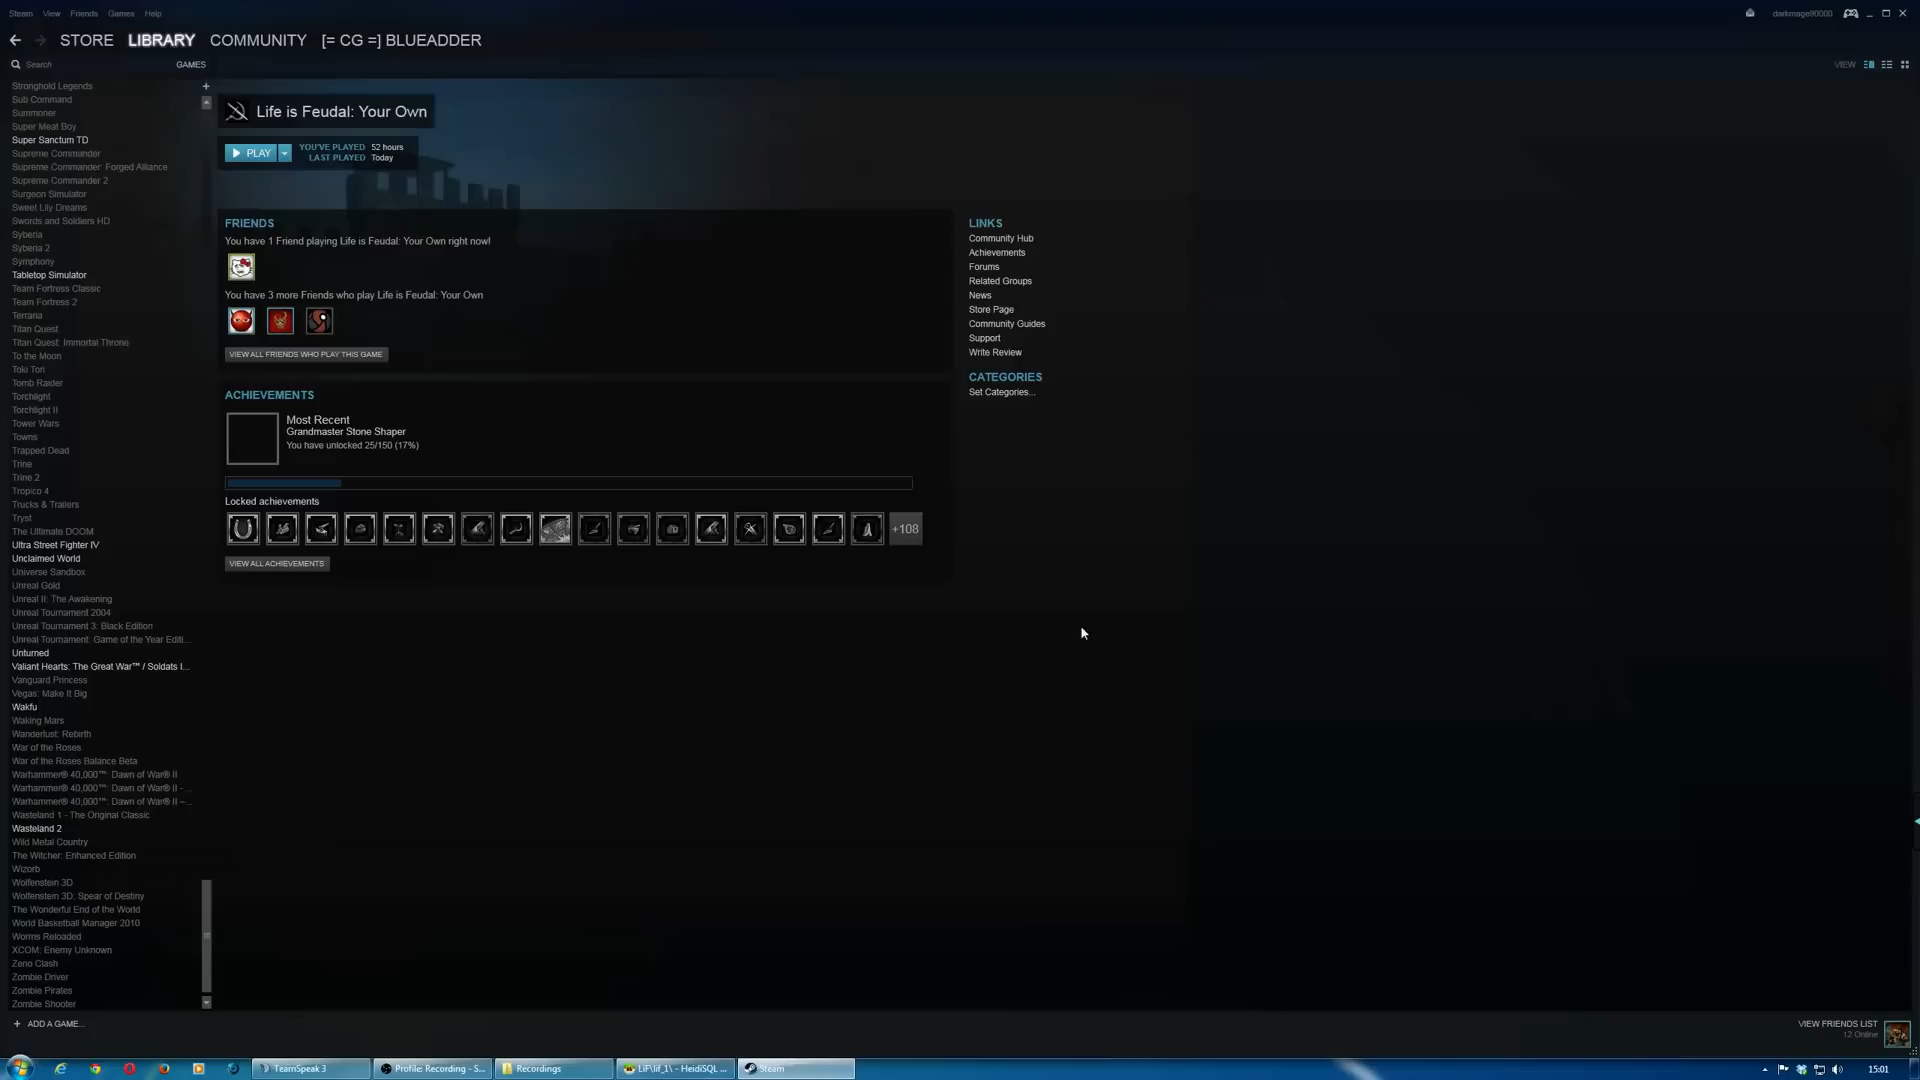 Steam View Friends Games Help
darkmage90000
STORE LIBRARY COMMUNITY [= CG =] BLUEADDER
Search
GAMES
VIEW
Stronghold Legends
Sub Command
Summoner
Super Meat Boy
Super Sanctum TD
Supreme Commander
Supreme Commander: Forged Alliance
Supreme Commander 2
Surgeon Simulator
Sweet Lily Dreams
Swords and Soldiers HD
Syberia
Syberia 2
Symphony
Tabletop Simulator
Team Fortress Classic
Team Fortress 2
Terraria
Titan Quest
Titan Quest: Immortal Throne
To the Moon
Toki Tori
Tomb Raider
Torchlight
Torchlight II
Tower Wars
Towns
Trapped Dead
Trine
Trine 2
Tropico 4
Trucks & Trailers
Tryst
The Ultimate DOOM
Ultra Street Fighter IV
Unclaimed World
Universe Sandbox
Unreal Gold
Unreal II: The Awakening
Unreal Tournament 2004
Unreal Tournament 3: Black Edition
Unreal Tournament: Game of the Year Editi...
Unturned
Valiant Hearts: The Great War™ / Soldats I...
Vanguard Princess
Vegas: Make It Big
Wakfu
Waking Mars
Wanderlust: Rebirth
War of the Roses
War of the Roses Balance Beta
Warhammer® 40,000™: Dawn of War® II
Warhammer® 40,000™: Dawn of War® II - ...
Warhammer® 40,000™: Dawn of War® II –...
Wasteland 1 - The Original Classic
Wasteland 2
Wild Metal Country
The Witcher: Enhanced Edition
Wizorb
Wolfenstein 3D
Wolfenstein 3D: Spear of Destiny
The Wonderful End of the World
World Basketball Manager 2010
Worms Reloaded
XCOM: Enemy Unknown
Zeno Clash
Zombie Driver
Zombie Pirates
Zombie Shooter
+ ADD A GAME...
Life is Feudal: Your Own
PLAY
YOU'VE PLAYED 52 hours
LAST PLAYED Today
FRIENDS
You have 1 Friend playing Life is Feudal: Your Own right now!
You have 3 more Friends who play Life is Feudal: Your Own
VIEW ALL FRIENDS WHO PLAY THIS GAME
ACHIEVEMENTS
Most Recent
Grandmaster Stone Shaper
You have unlocked 25/150 (17%)
Locked achievements
+108
VIEW ALL ACHIEVEMENTS
LINKS
Community Hub
Achievements
Forums
Related Groups
News
Store Page
Community Guides
Support
Write Review
CATEGORIES
Set Categories...
VIEW FRIENDS LIST
12 Online
TeamSpeak 3
Profile: Recording - S...
Recordings
LiF\lif_1\ - HeidiSQL ...
Steam
15:01